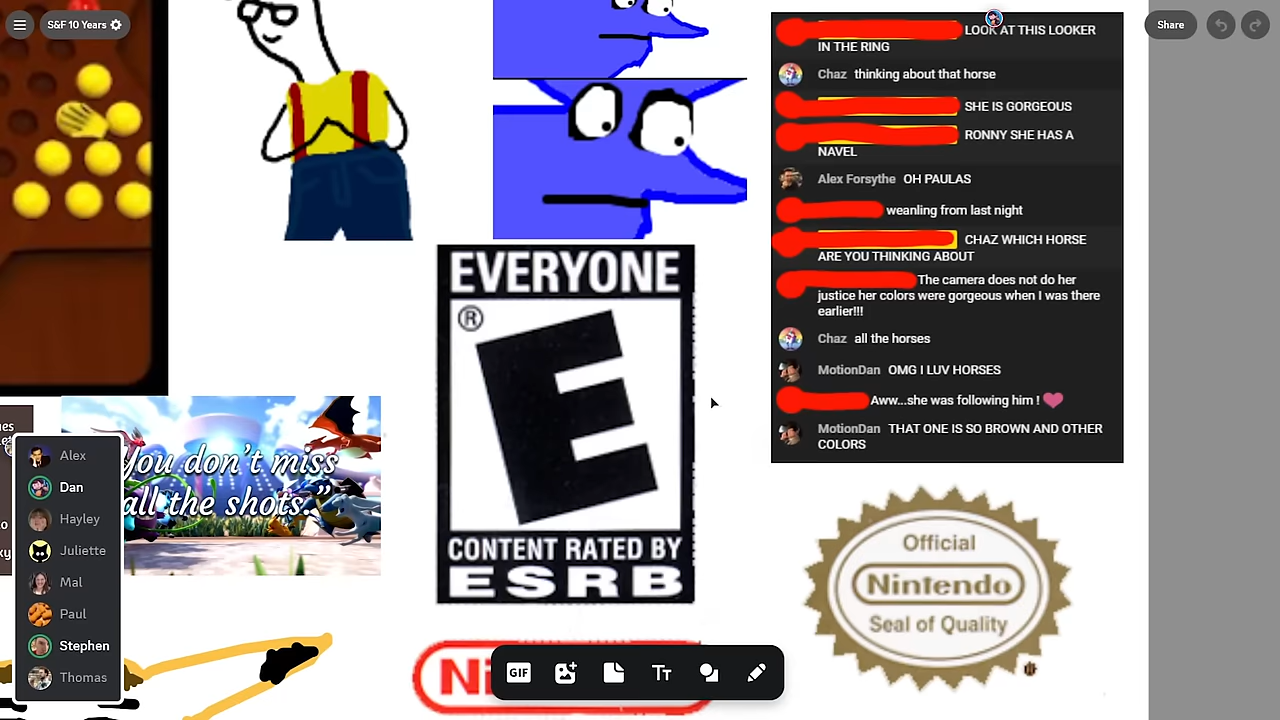 S&F 10 Years
Share
LOOK AT THIS LOOKER
IN THE RING
Chaz thinking about that horse
SHE IS GORGEOUS
RONNY SHE HAS A
NAVEL
Alex Forsythe OH PAULAS
weanling from last night
CHAZ WHICH HORSE
ARE YOU THINKING ABOUT
The camera does not do her
justice her colors were gorgeous when I was there
earlier!!!
Chaz all the horses
MotionDan OMG I LUV HORSES
Aww...she was following him !
MotionDan THAT ONE IS SO BROWN AND OTHER
COLORS
EVERYONE
®
E
CONTENT RATED BY
ESRB
You don't miss
all the shots."
Alex
Dan
Hayley
Juliette
Mal
Paul
Stephen
Thomas
Official
Nintendo
Seal of Quality
Ni
GIF
Tт